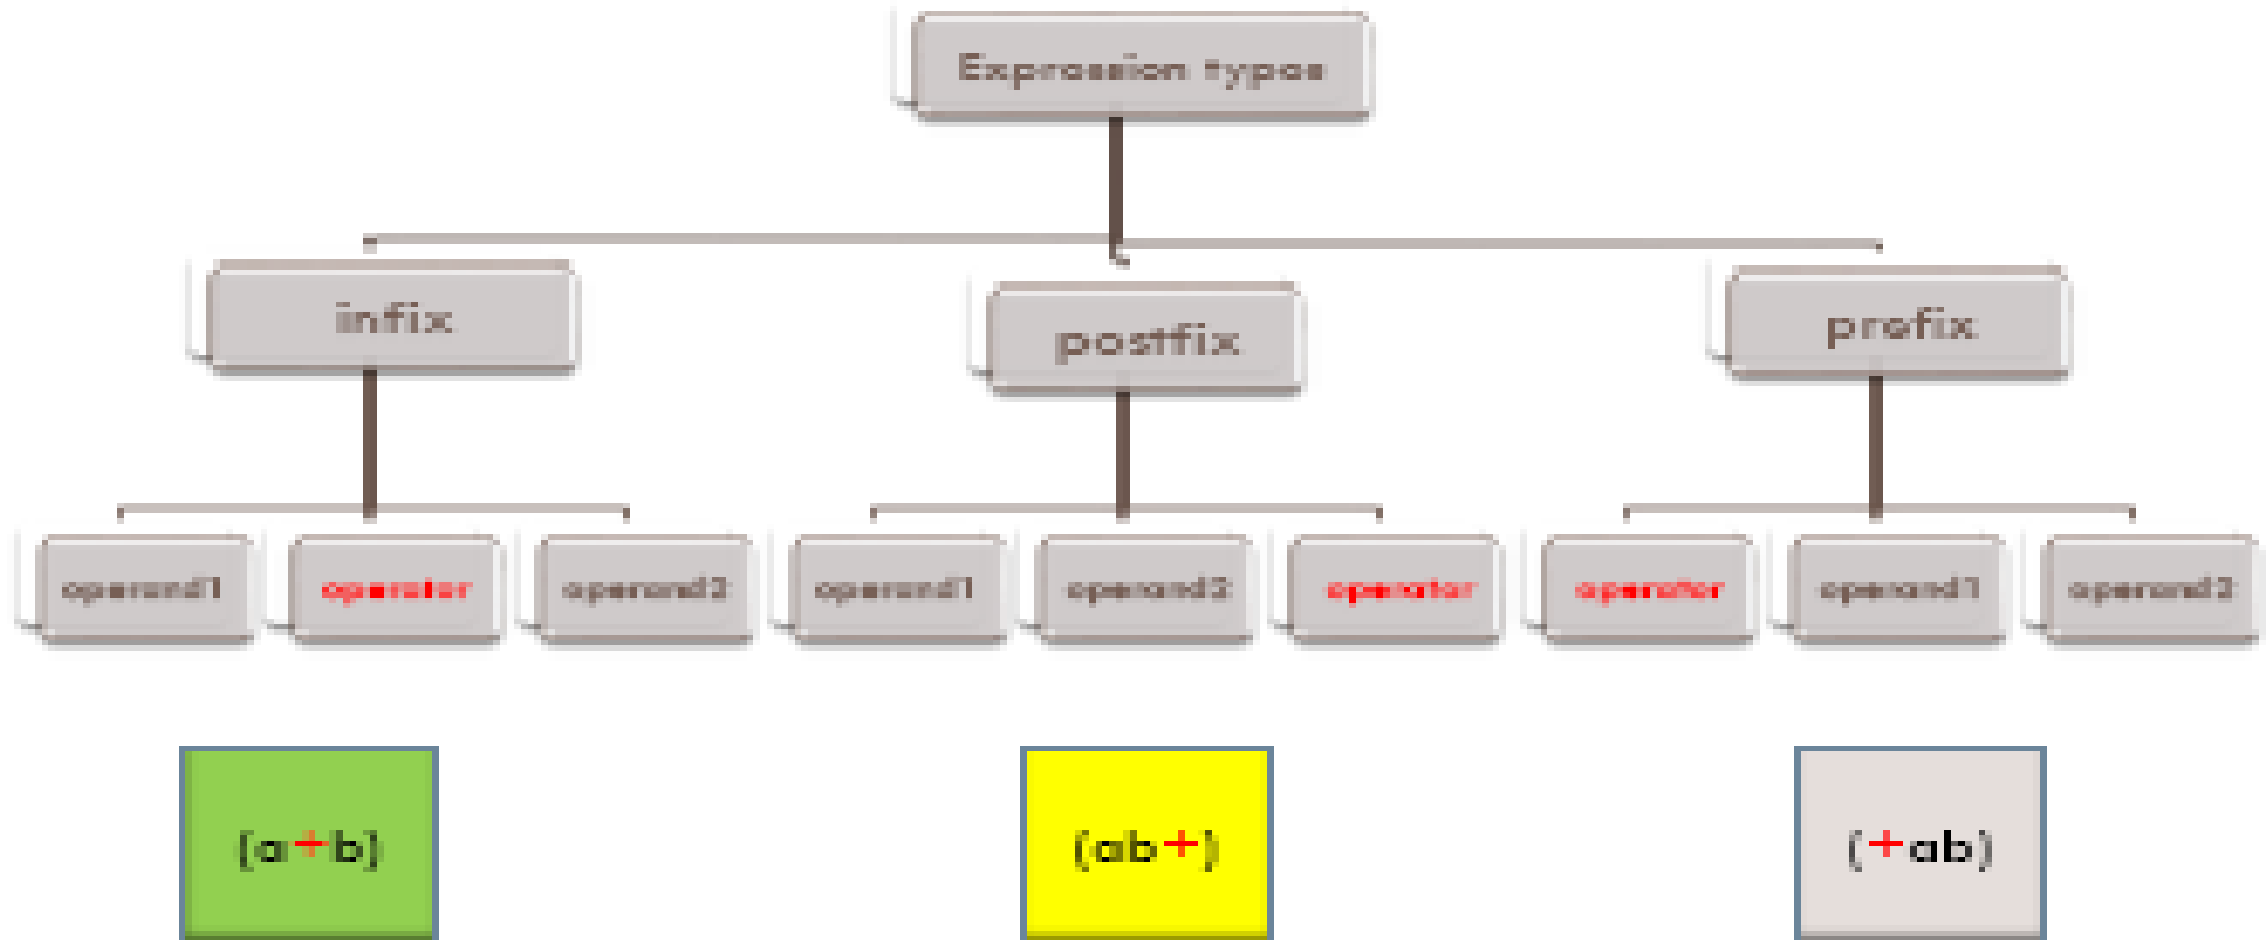 Expression types
infix
postfix
prefix
operand1
operator
operand2
operand1
operand2
operator
operator
operand1
operand2
(a+b)
(ab+)
(+ab)